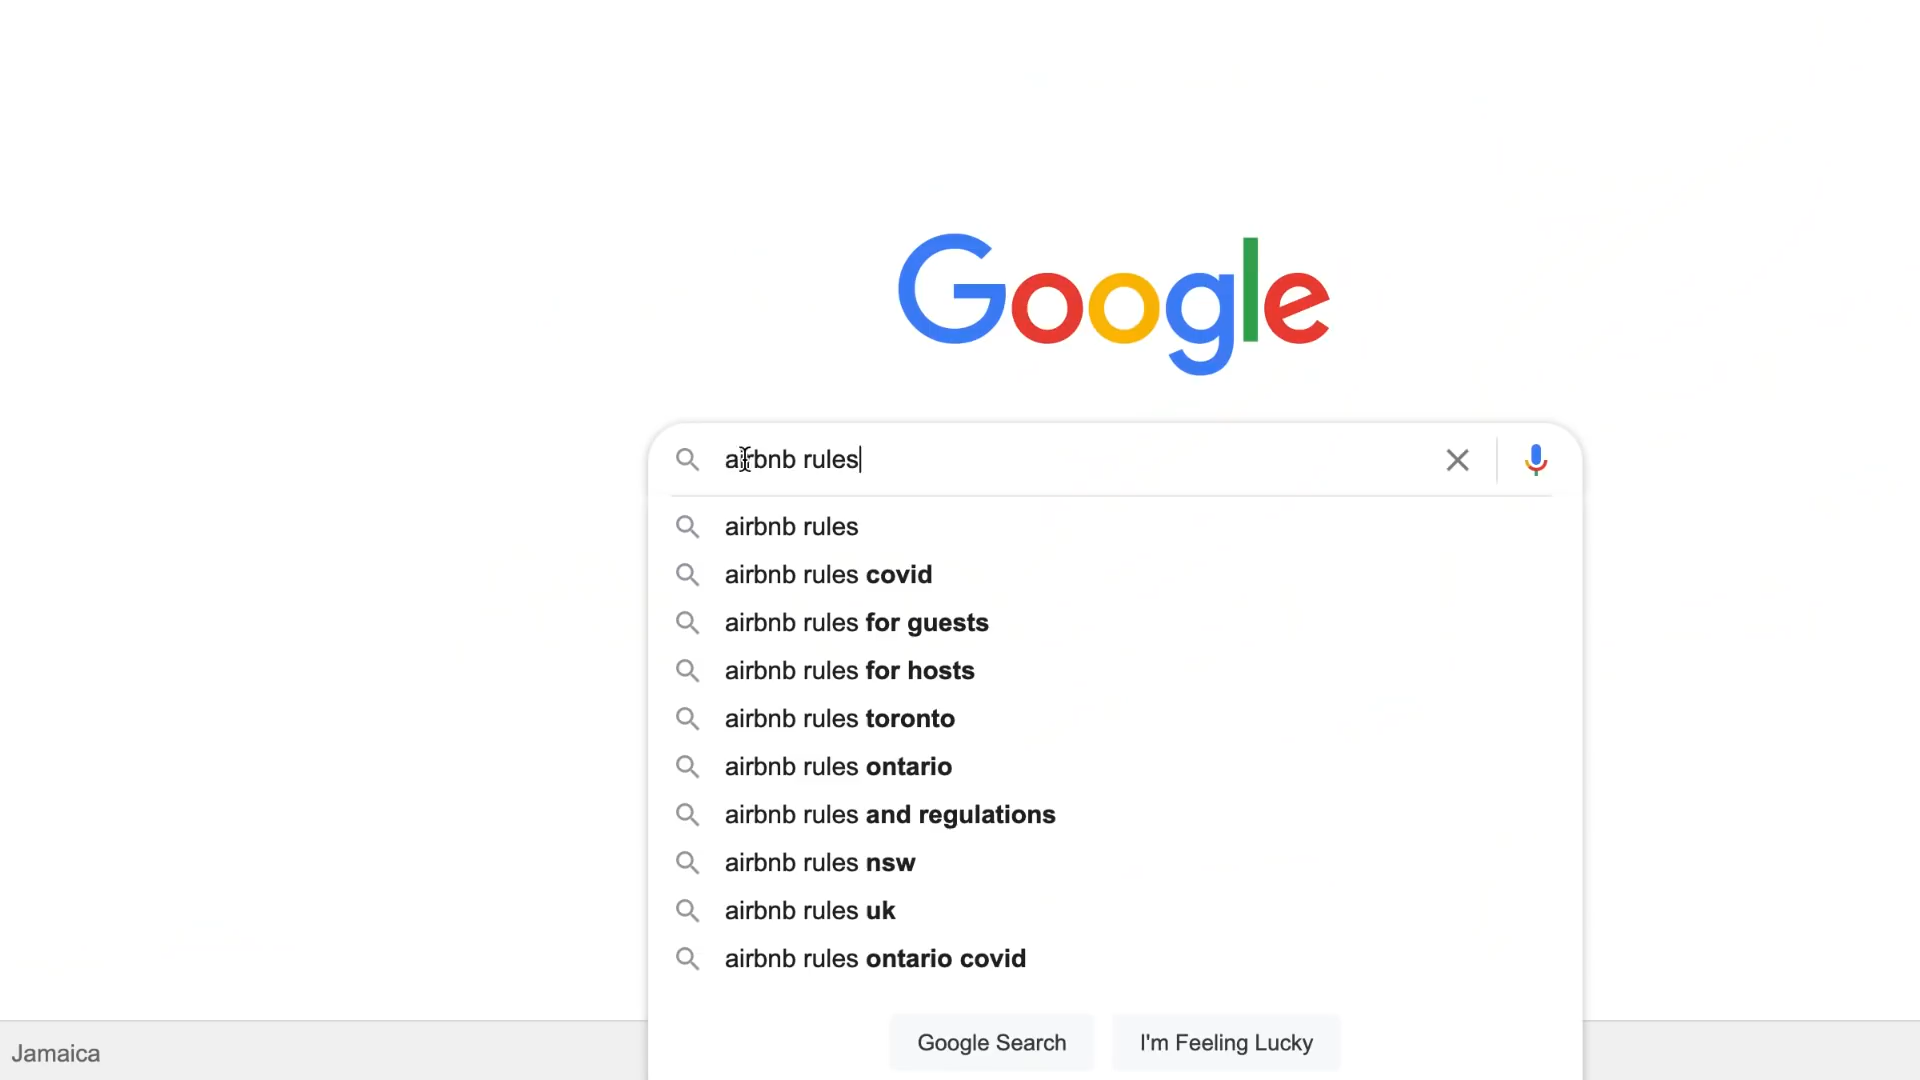 Google
airbnb rules
airbnb rules
airbnb rules covid
airbnb rules for guests
airbnb rules for hosts
airbnb rules toronto
airbnb rules ontario
airbnb rules and regulations
airbnb rules nsw
airbnb rules uk
airbnb rules ontario covid
Google Search I'm Feeling Lucky
Jamaica